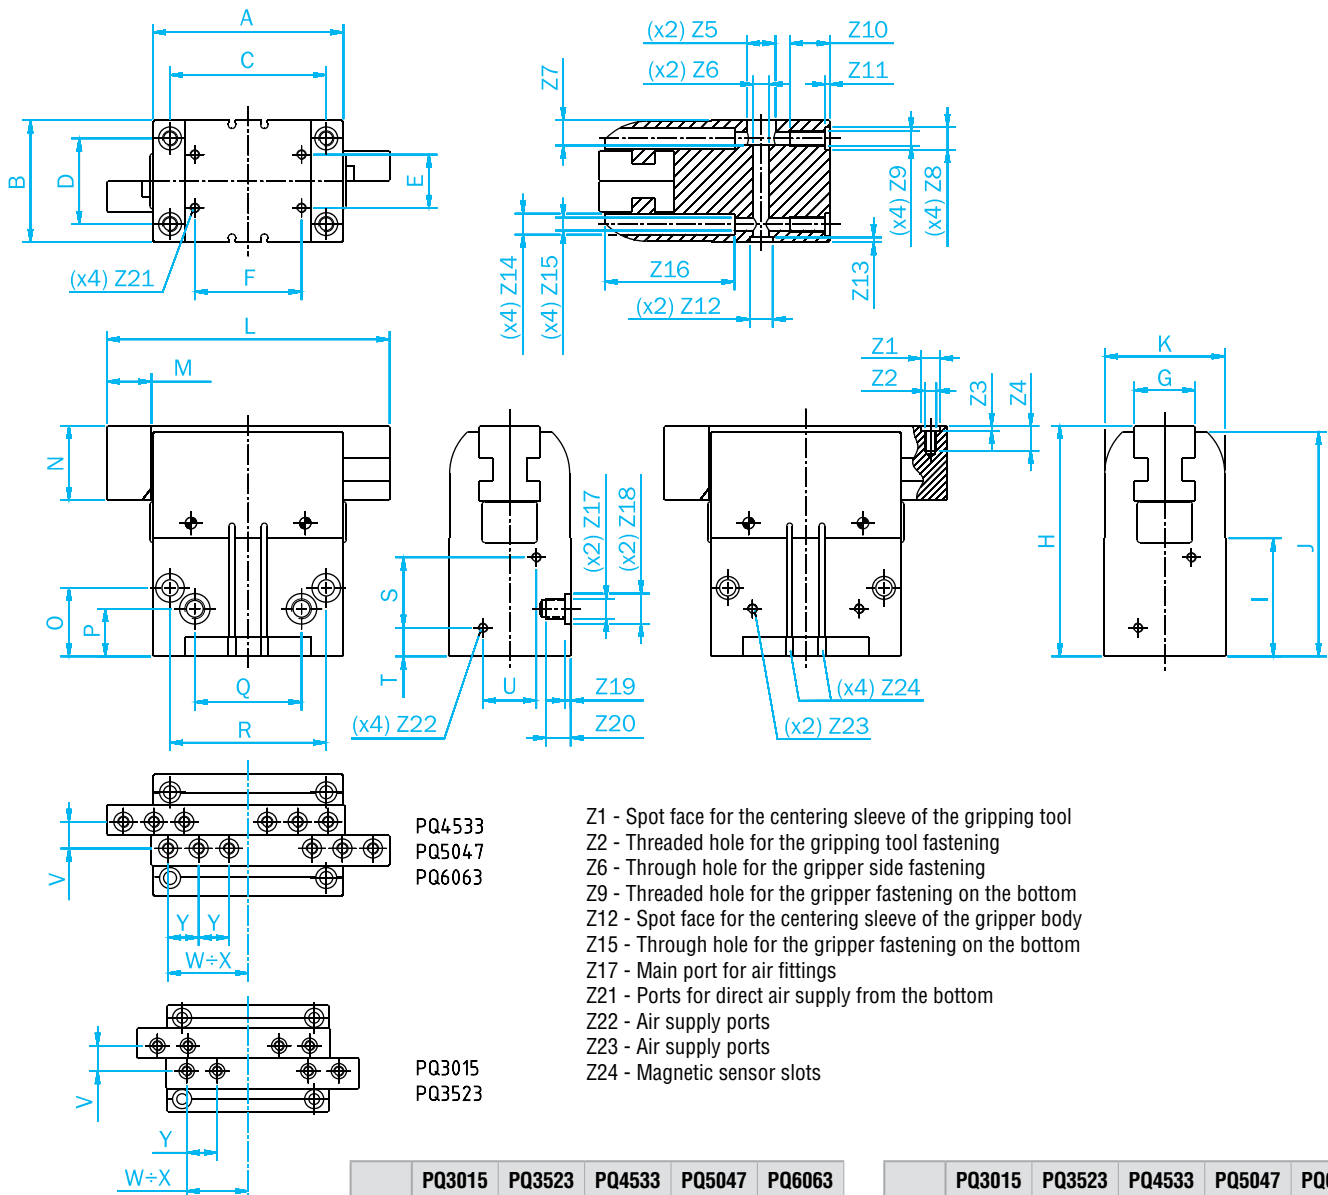 A
C
B
D
E
F
(x4) Z21
(x2) Z5
Z10
(x2) Z6
Z11
Z7
(x4) Z9
(x4) Z8
Z16
(x4) Z14
(x4) Z15
(x2) Z12
Z13
L
M
N
O
P
Q
R
S
T
U
(x2) Z17
(x2) Z18
Z19
Z20
(x4) Z22
Z1
Z2
Z3
Z4
(x4) Z24
(x2) Z23
K
G
H
I
J
V
Y Y
W÷X
PQ4533
PQ5047
PQ6063
V
Y
W÷X
PQ3015
PQ3523
Z1 - Spot face for the centering sleeve of the gripping tool
Z2 - Threaded hole for the gripping tool fastening
Z6 - Through hole for the gripper side fastening
Z9 - Threaded hole for the gripper fastening on the bottom
Z12 - Spot face for the centering sleeve of the gripper body
Z15 - Through hole for the gripper fastening on the bottom
Z17 - Main port for air fittings
Z21 - Ports for direct air supply from the bottom
Z22 - Air supply ports
Z23 - Air supply ports
Z24 - Magnetic sensor slots
PQ3015 PQ3523 PQ4533 PQ5047 PQ6063
PQ3015 PQ3523 PQ4533 PQ5047